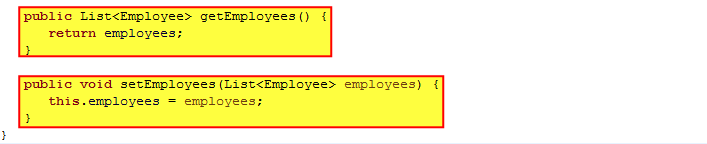 public List<Employee> getEmployees() {
return employees;
}
public void setEmployees(List<Employee> employees) {
this.employees = employees;
}
}